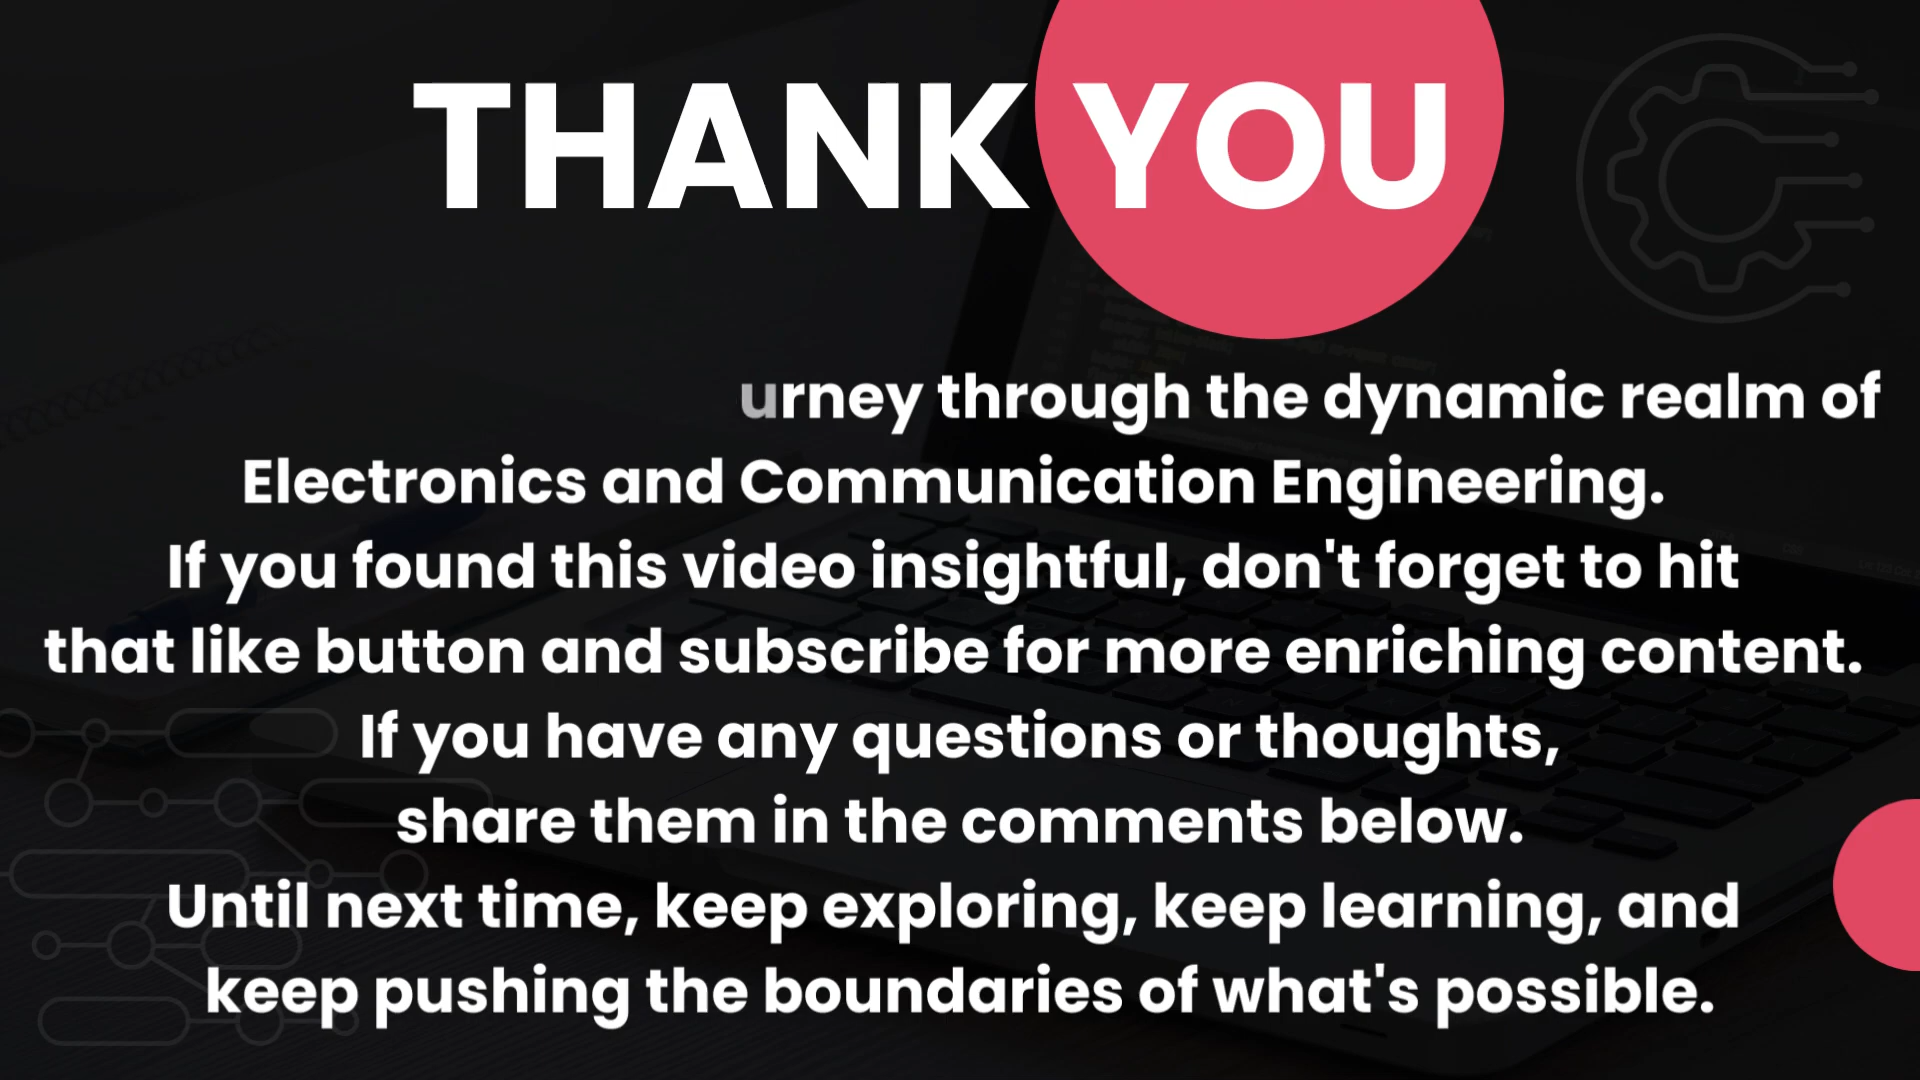 THANK YOU
urney through the dynamic realm of
Electronics and Communication Engineering.
If you found this video insightful, don't forget to hit
that like button and subscribe for more enriching content.
If you have any questions or thoughts,
share them in the comments below.
Until next time, keep exploring, keep learning, and
keep pushing the boundaries of what's possible.